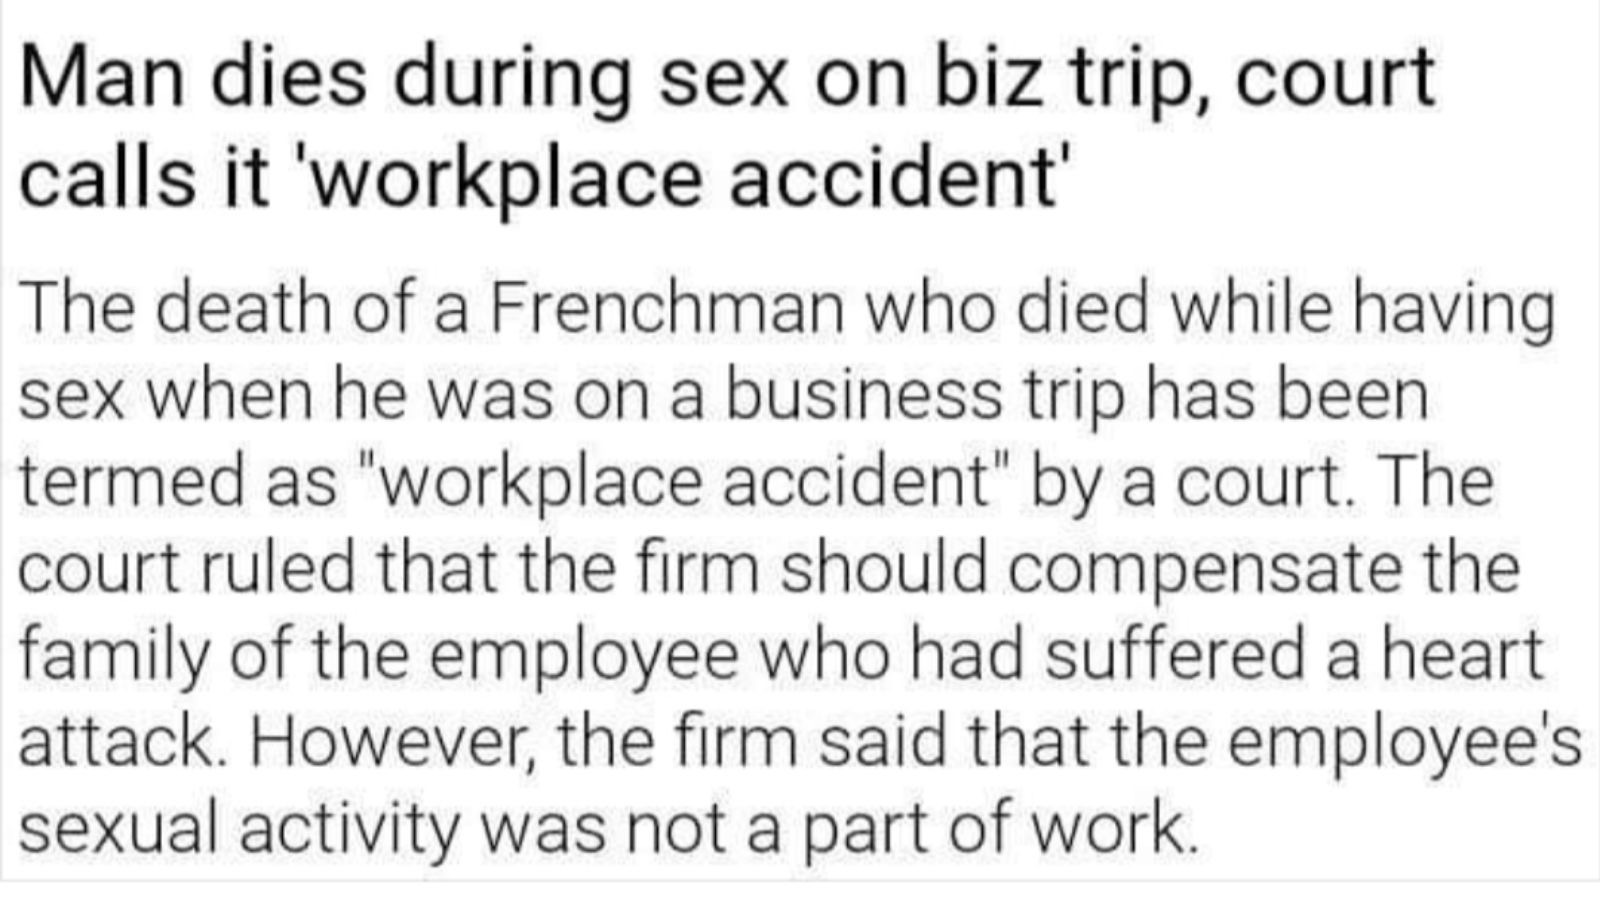 Man dies during sex on biz trip, court
calls it 'workplace accident'
The death of a Frenchman who died while having
sex when he was on a business trip has been
termed as "workplace accident" by a court. The
court ruled that the firm should compensate the
family of the employee who had suffered a heart
attack. However, the firm said that the employee's
sexual activity was not a part of work.